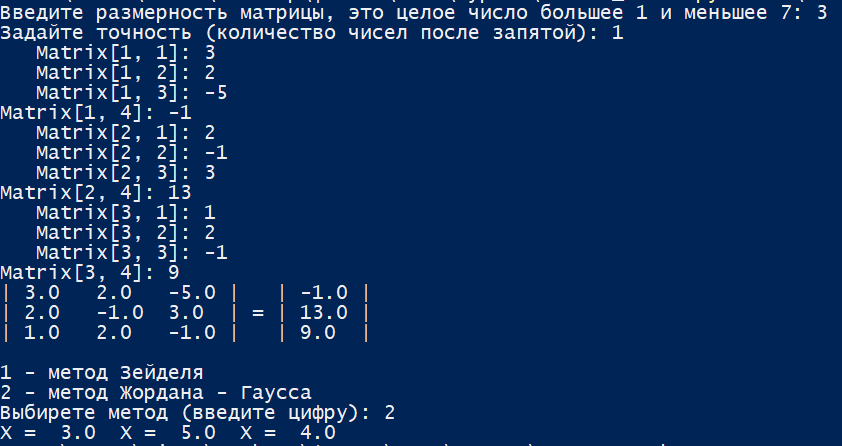 Введите размерность матрицы, это целое число большее 1 и меньшее 7: 3
Задайте точность (количество чисел после запятой): 1
   Matrix[1, 1]: 3
   Matrix[1, 2]: 2
   Matrix[1, 3]: -5
Matrix[1, 4]: -1
   Matrix[2, 1]: 2
   Matrix[2, 2]: -1
   Matrix[2, 3]: 3
Matrix[2, 4]: 13
   Matrix[3, 1]: 1
   Matrix[3, 2]: 2
   Matrix[3, 3]: -1
Matrix[3, 4]: 9
| 3.0   2.0   -5.0 |   | -1.0 |
| 2.0   -1.0  3.0  | = | 13.0 |
| 1.0   2.0   -1.0 |   | 9.0  |
1 - метод Зейделя
2 - метод Жордана - Гаусса
Выбирете метод (введите цифру): 2
X =  3.0  X =  5.0  X =  4.0